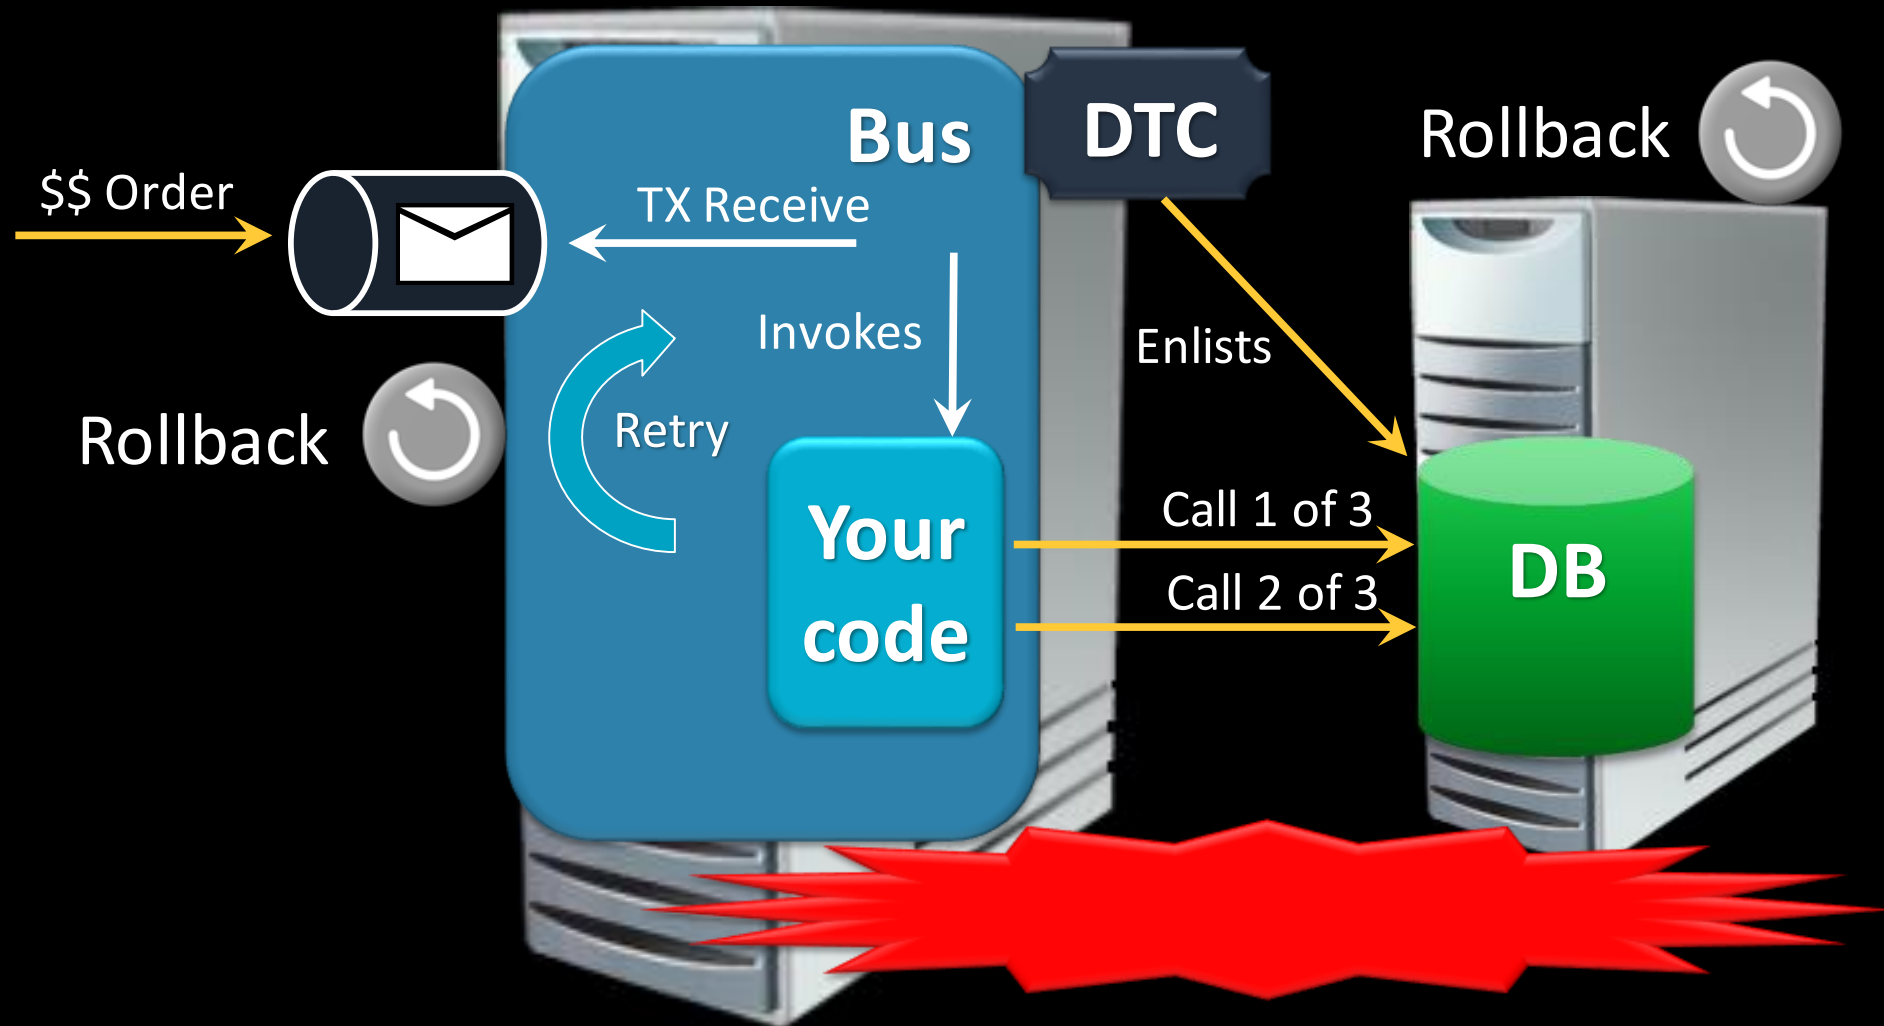 Bus
DTC
Rollback
$$ Order
TX Receive
Invokes
Enlists
Retry
Rollback
Your
code
Call 1 of 3
Call 2 of 3
DB